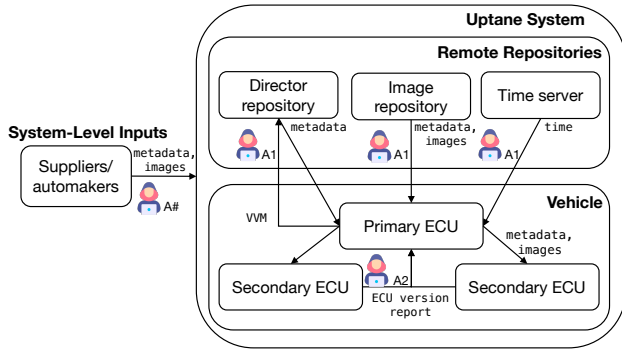 Uptane System
Remote Repositories
Director
repository
Image
repository
Time server
System-Level Inputs
Suppliers/
automakers
metadata,
images
A#
metadata
A1
metadata,
images
A1
time
A1
Vehicle
VVM
Primary ECU
metadata,
images
A2
Secondary ECU
ECU version
report
Secondary ECU